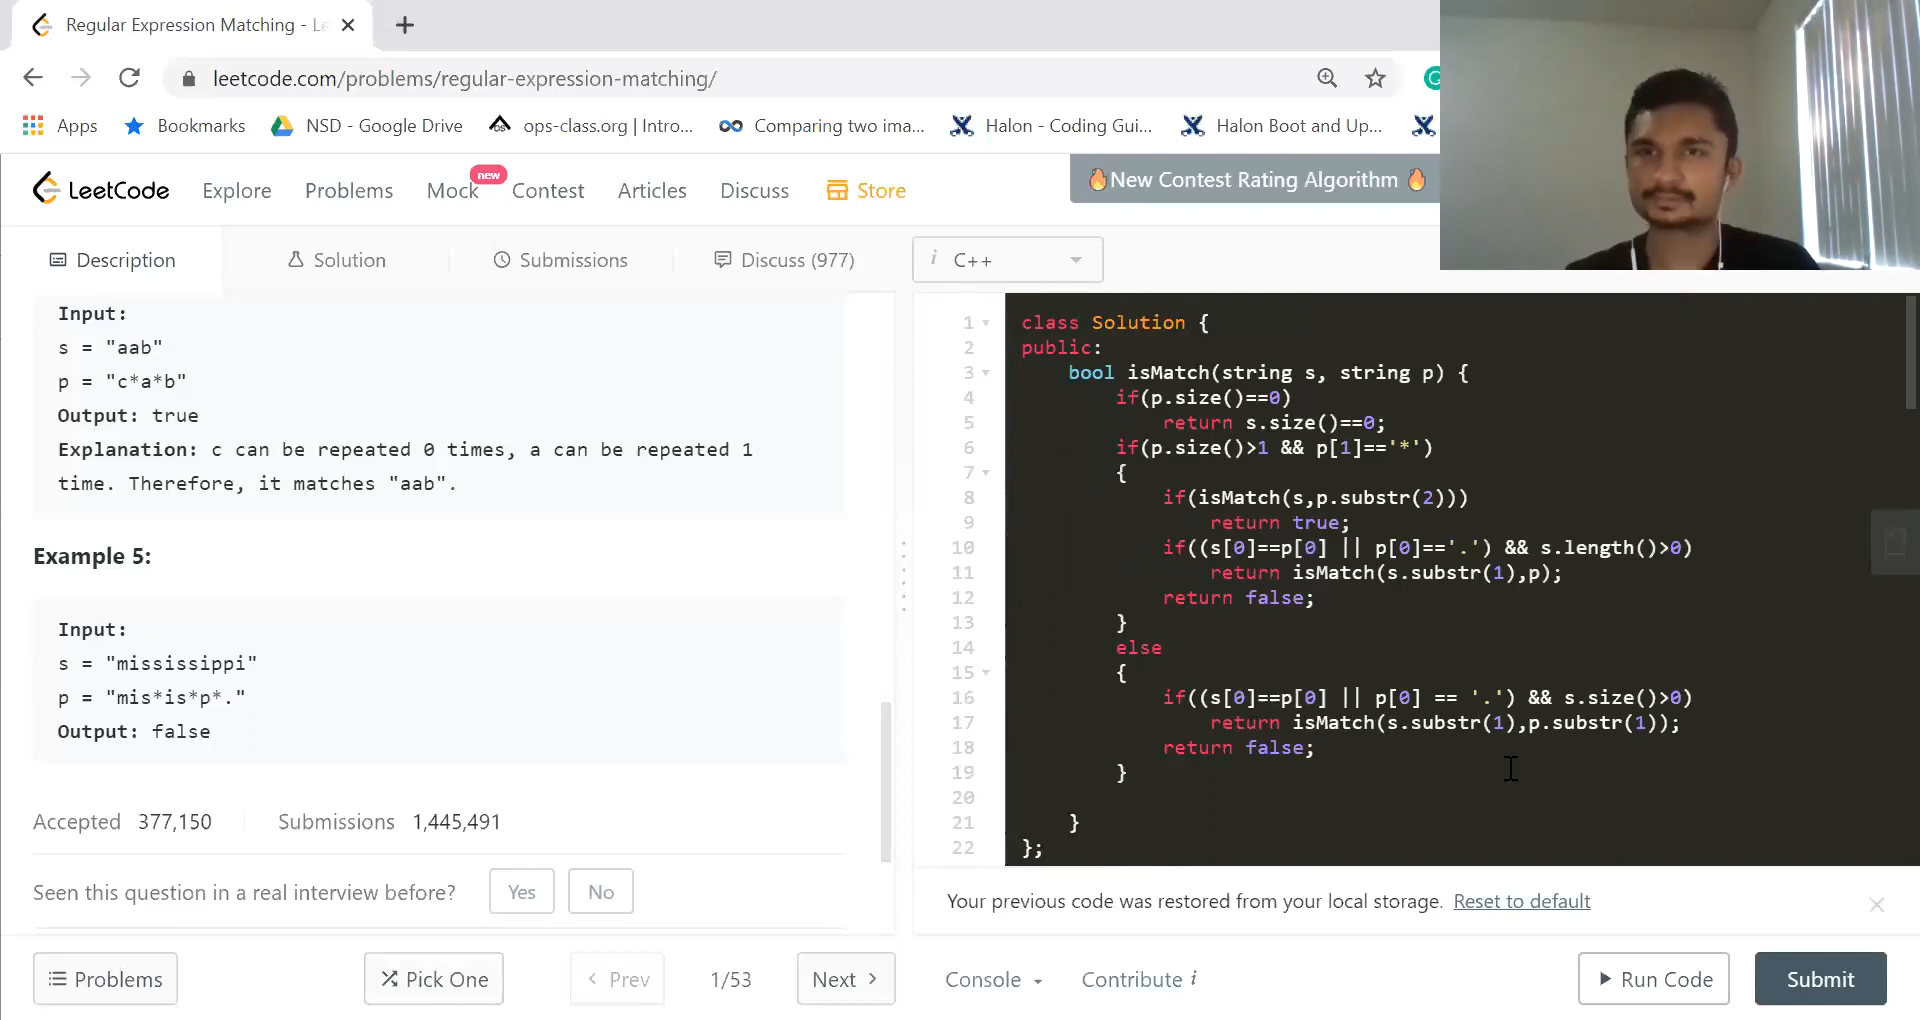 Regular Expression Matching - Le
leetcode.com/problems/regular-expression-matching/
Apps Bookmarks NSD - Google Drive ops-class.org | Intro... Comparing two ima... Halon - Coding Gui... Halon Boot and Up...
LeetCode Explore Problems Mock new Contest Articles Discuss Store
🔥New Contest Rating Algorithm 🔥
Description Solution Submissions Discuss (977)
i C++
Input:
s = "aab"
p = "c*a*b"
Output: true
Explanation: c can be repeated 0 times, a can be repeated 1
time. Therefore, it matches "aab".
Example 5:
Input:
s = "mississippi"
p = "mis*is*p*."
Output: false
Accepted 377,150 Submissions 1,445,491
Seen this question in a real interview before? Yes No
Problems Pick One Prev 1/53 Next
1 class Solution {
2 public:
3 bool isMatch(string s, string p) {
4 if(p.size()==0)
5 return s.size()==0;
6 if(p.size()>1 && p[1]=='*')
7 {
8 if(isMatch(s,p.substr(2)))
9 return true;
10 if((s[0]==p[0] || p[0]=='.') && s.length()>0)
11 return isMatch(s.substr(1),p);
12 return false;
13 }
14 else
15 {
16 if((s[0]==p[0] || p[0] == '.') && s.size()>0)
17 return isMatch(s.substr(1),p.substr(1));
18 return false;
19 }
20
21 }
22 };
Your previous code was restored from your local storage. Reset to default
Console Contribute i Run Code Submit